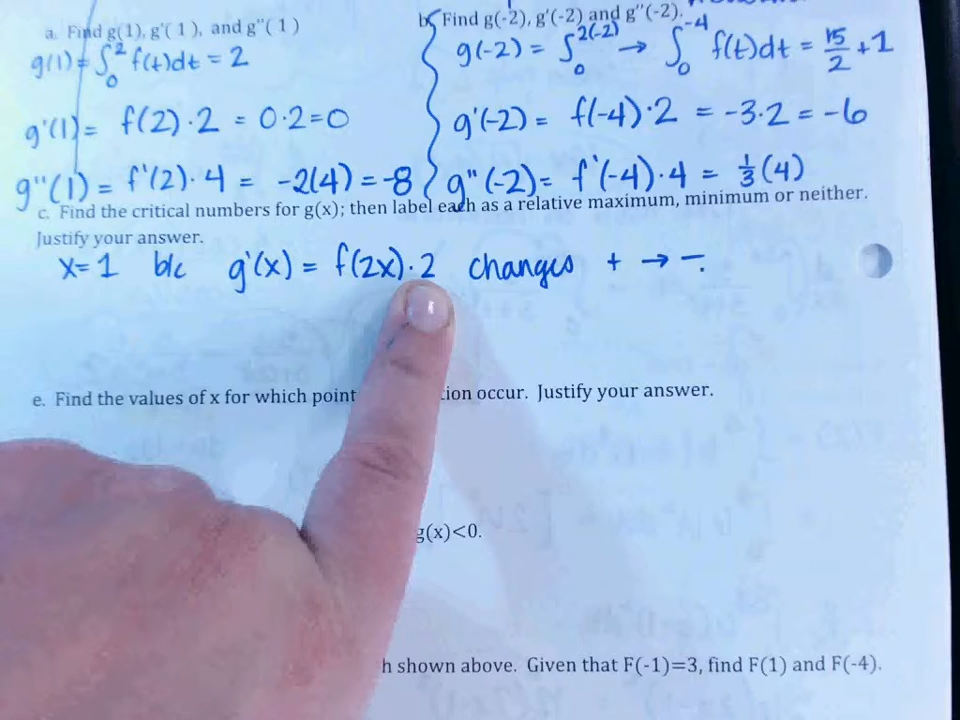 a. Find g(1), g'( 1 ), and g''( 1 )
g(1) = ∫₀² f(t)dt = 2
g'(1) = f(2)·2 = 0·2=0
g''(1) = f'(2)·4 = -2(4) = -8
b. Find g(-2), g'(-2) and g''(-2).
g(-2) = ∫₀²⁽⁻²⁾ → ∫₀⁻⁴ f(t)dt = 15/2 + 1
g'(-2) = f(-4)·2 = -3·2 = -6
g''(-2) = f'(-4)·4 = 1/3 (4)
c. Find the critical numbers for g(x); then label each as a relative maximum, minimum or neither.
Justify your answer.
x=1 b/c g'(x) = f(2x)·2 changes + → -.
e. Find the values of x for which point occur. Justify your answer.
g(x)<0.
shown above. Given that F(-1)=3, find F(1) and F(-4).